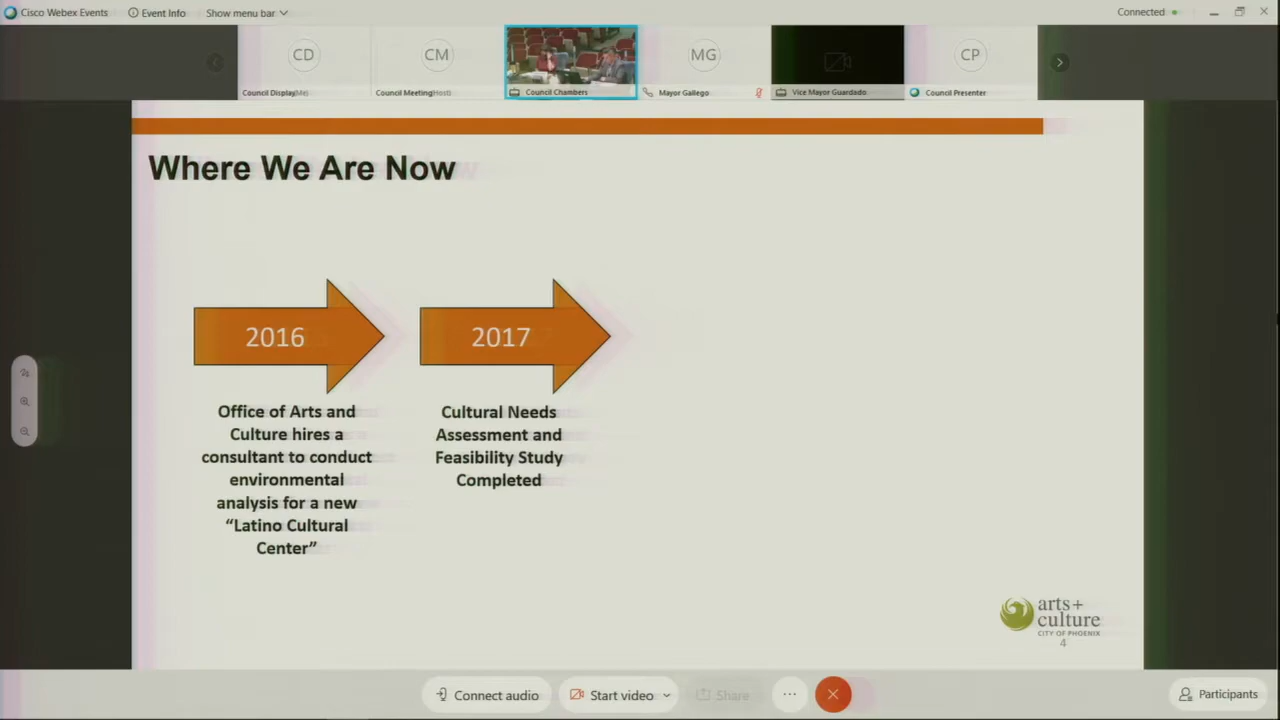 Cisco Webex Events
Event Info
Show menu bar
Connected
CD
CM
MG
CP
Council Display(Me)
Council Meeting(Host)
Council Chambers
Mayor Gallego
Vice Mayor Guardado
Council Presenter
Where We Are Now
2016
2017
Office of Arts and
Culture hires a
consultant to conduct
environmental
analysis for a new
“Latino Cultural
Center”
Cultural Needs
Assessment and
Feasibility Study
Completed
arts+
culture
CITY OF PHOENIX
4
Connect audio
Start video
Share
Participants